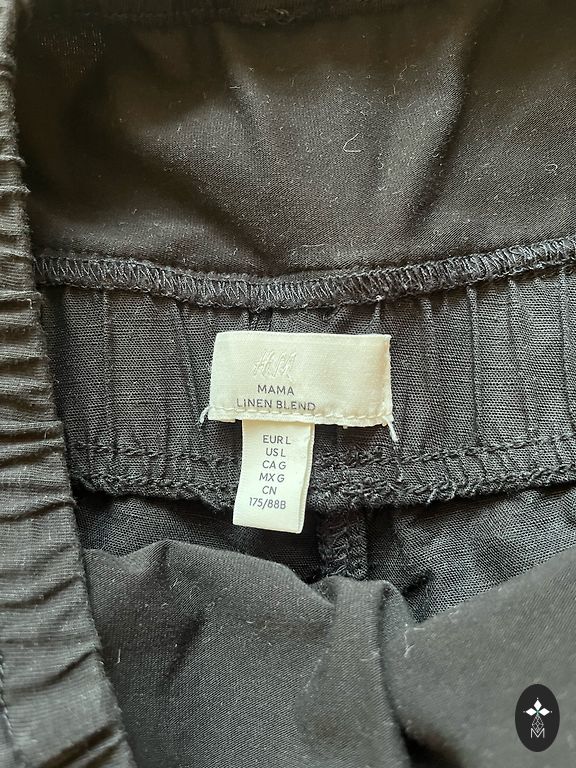 H&M
MAMA
LINEN BLEND
EUR L
US L
CA G
MX G
CN
175/88B
M